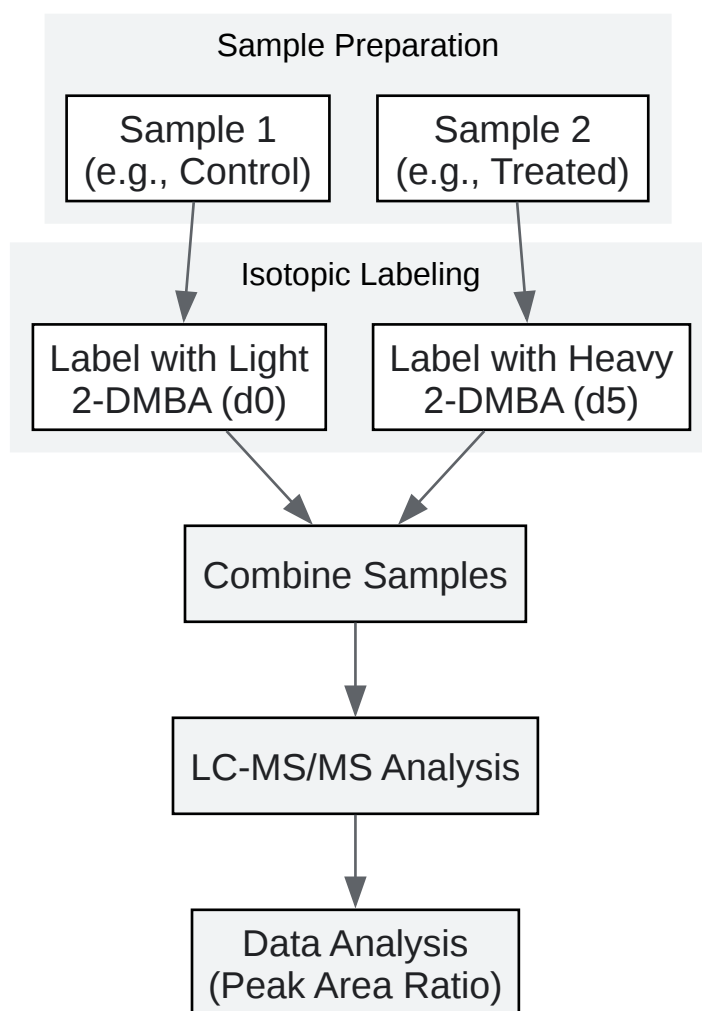 Sample Preparation
Sample 1
(e.g., Control)
Sample 2
(e.g., Treated)
Isotopic Labeling
Label with Light
2-DMBA (d0)
Label with Heavy
2-DMBA (d5)
Combine Samples
LC-MS/MS Analysis
Data Analysis
(Peak Area Ratio)